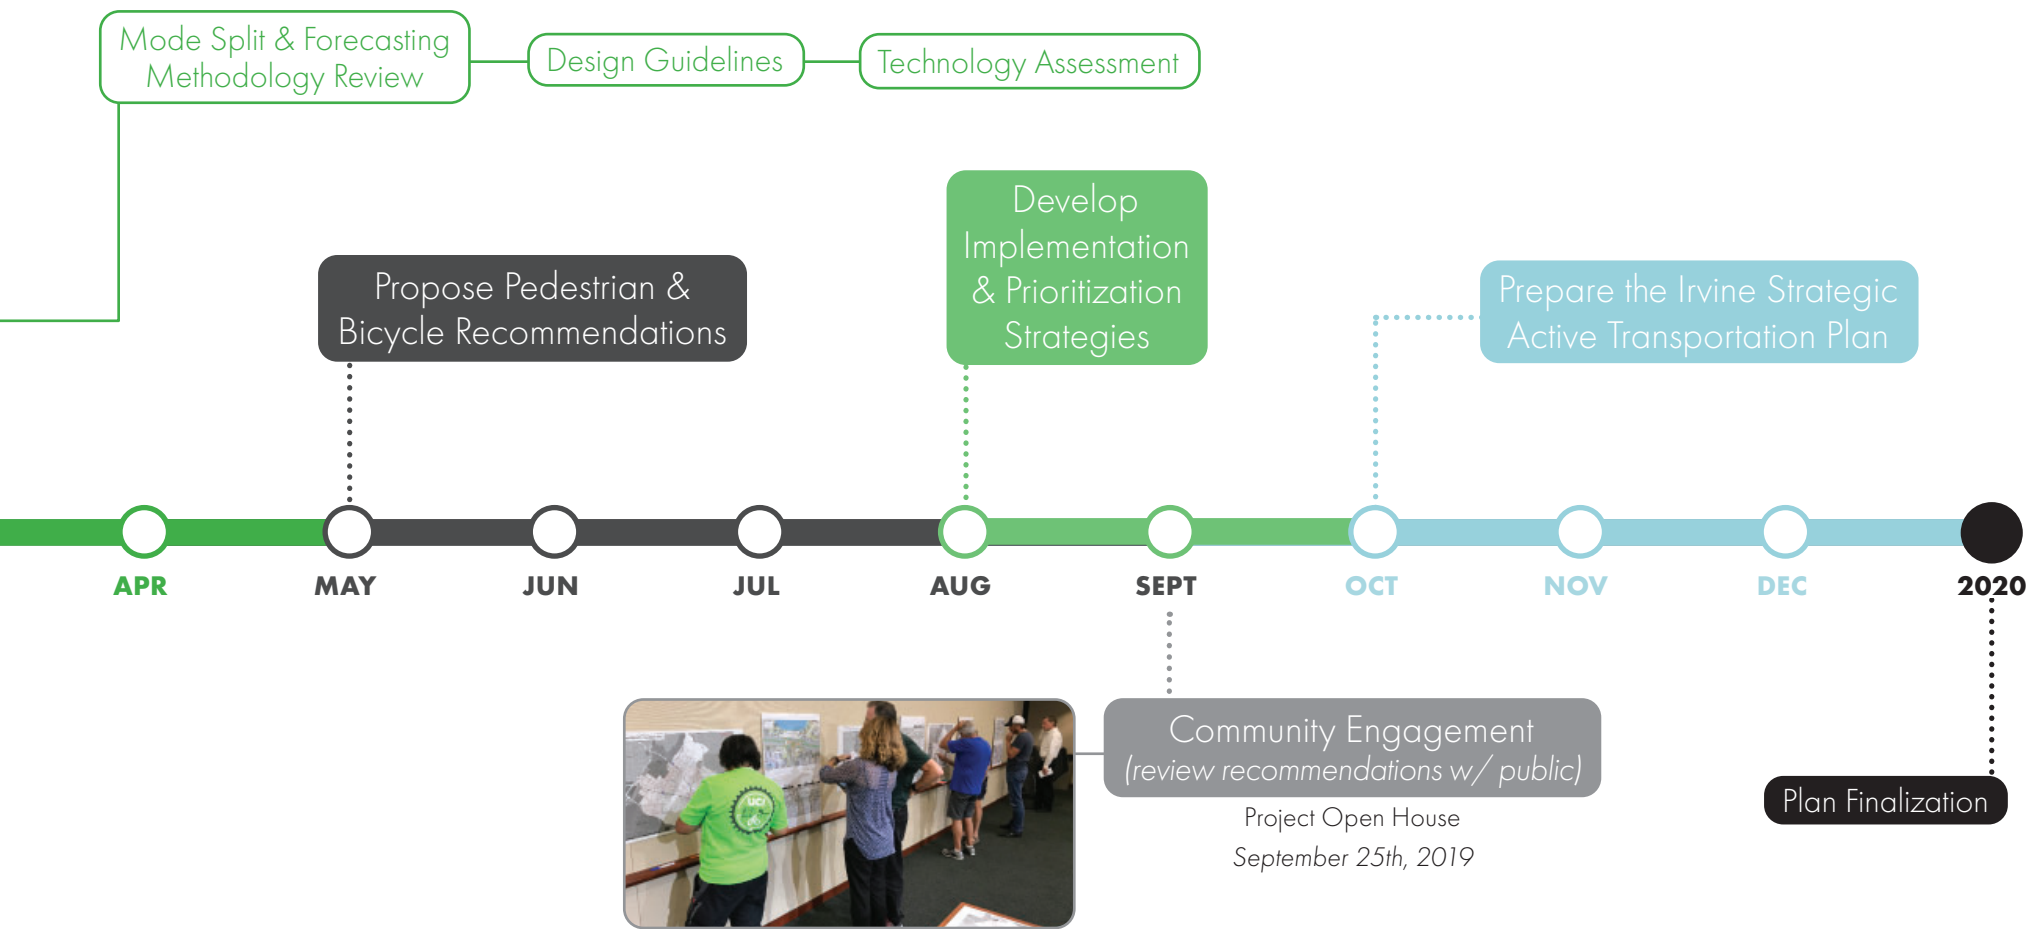 Mode Split & Forecasting
Methodology Review
Design Guidelines
Technology Assessment
Develop
Implementation
& Prioritization
Strategies
Propose Pedestrian &
Bicycle Recommendations
Prepare the Irvine Strategic
Active Transportation Plan
APR
MAY
JUN
JUL
AUG
SEPT
OCT
NOV
DEC
2020
Community Engagement
(review recommendations w/ public)
Project Open House
September 25th, 2019
Plan Finalization
UCI